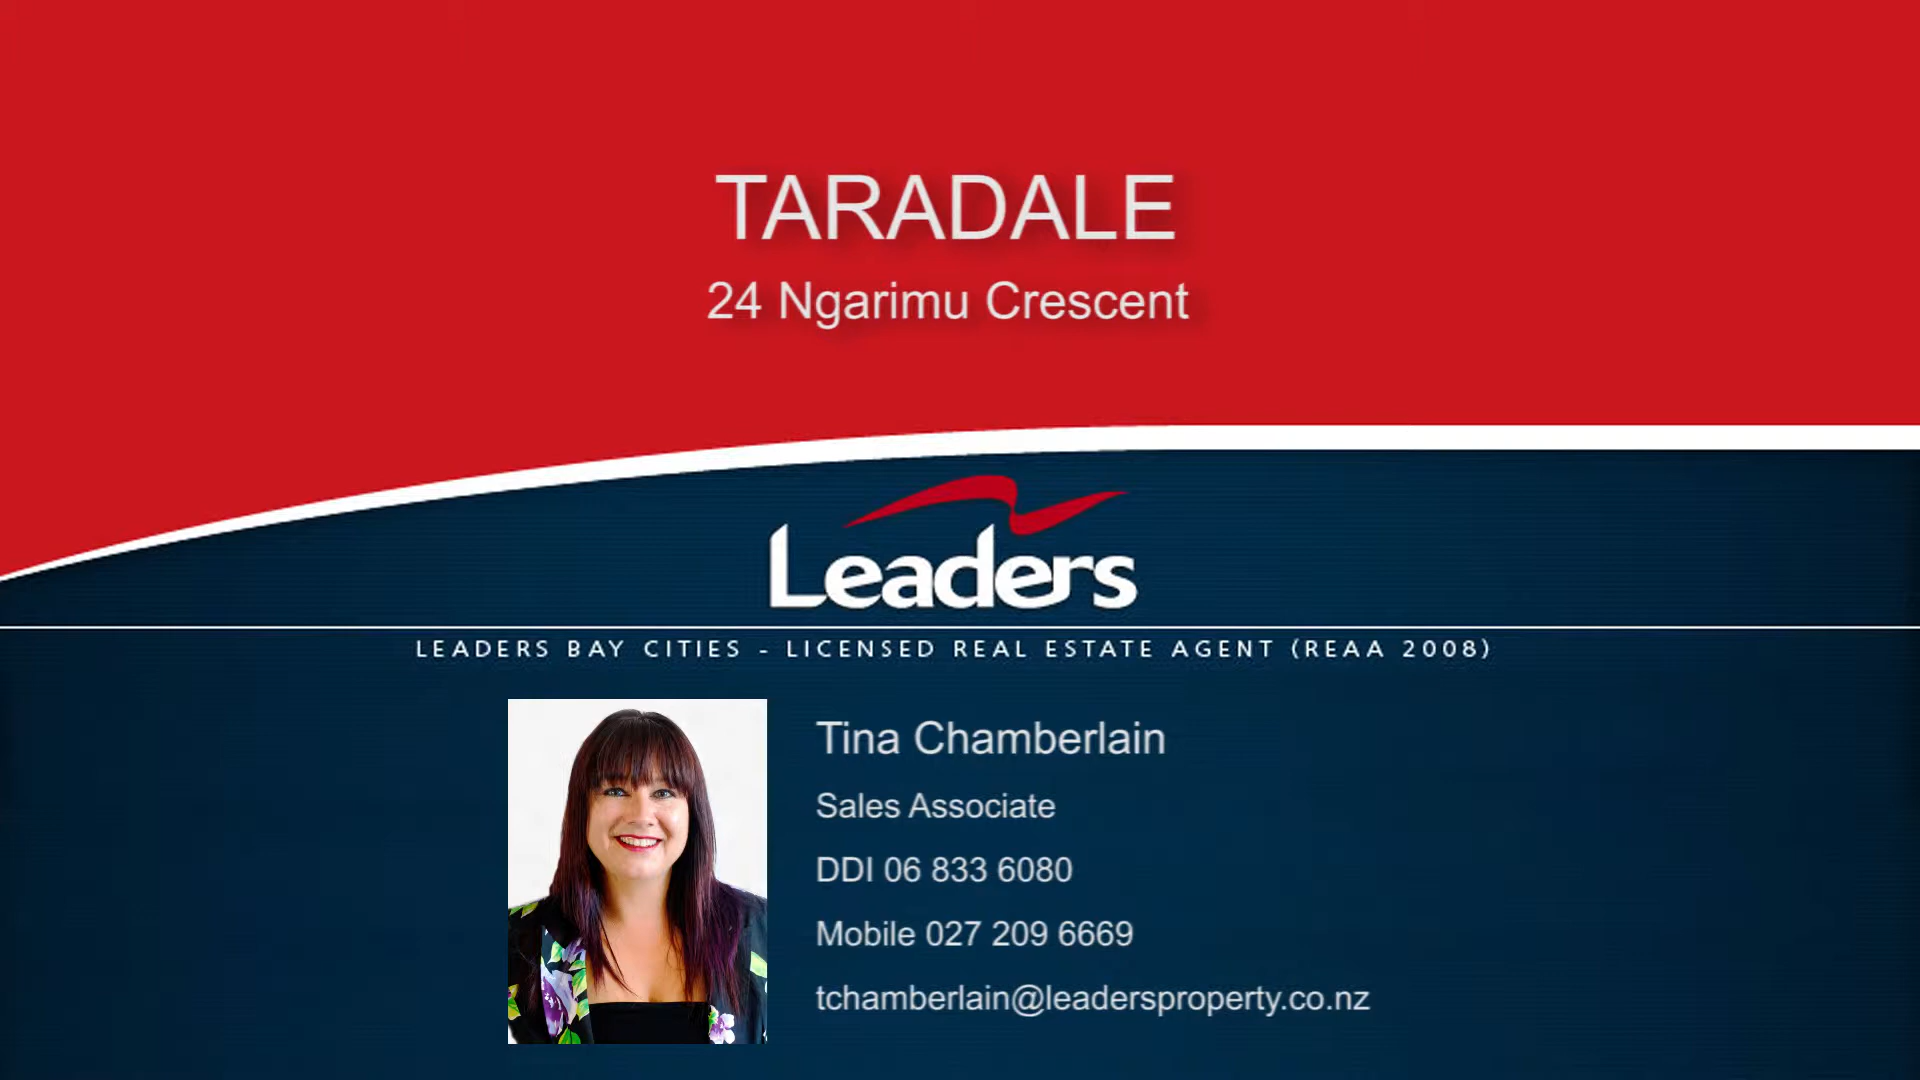 TARADALE
24 Ngarimu Crescent
Leaders
LEADERS BAY CITIES - LICENSED REAL ESTATE AGENT (REAA 2008)
Tina Chamberlain
Sales Associate
DDI 06 833 6080
Mobile 027 209 6669
tchamberlain@leadersproperty.co.nz